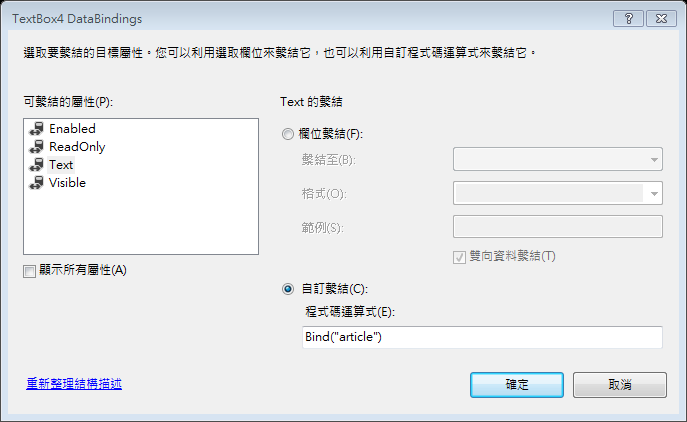 TextBox4 DataBindings
選取要繫結的目標屬性。您可以利用選取欄位來繫結它，也可以利用自訂程式碼運算式來繫結它。
可繫結的屬性(P):
Enabled
ReadOnly
Text
Visible
顯示所有屬性(A)
Text 的繫結
欄位繫結(F):
繫結至(B):
格式(O):
範例(S):
雙向資料繫結(T)
自訂繫結(C):
程式碼運算式(E):
Bind("article")
重新整理結構描述
確定
取消